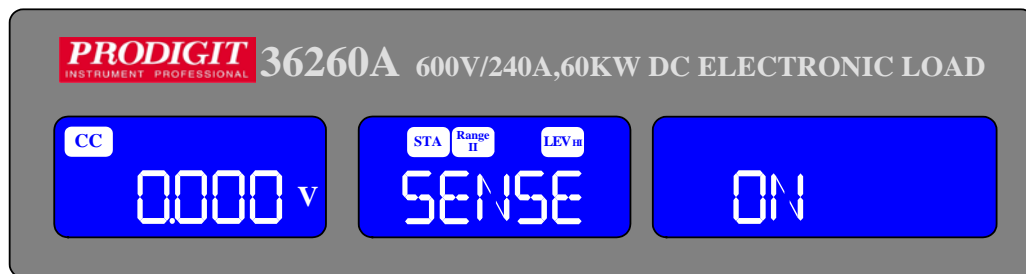 PRODIGIT
INSTRUMENT PROFESSIONAL
36260A 600V/240A,60KW DC ELECTRONIC LOAD
CC
0.000 V
STA Range II LEV HI
SENSE
ON